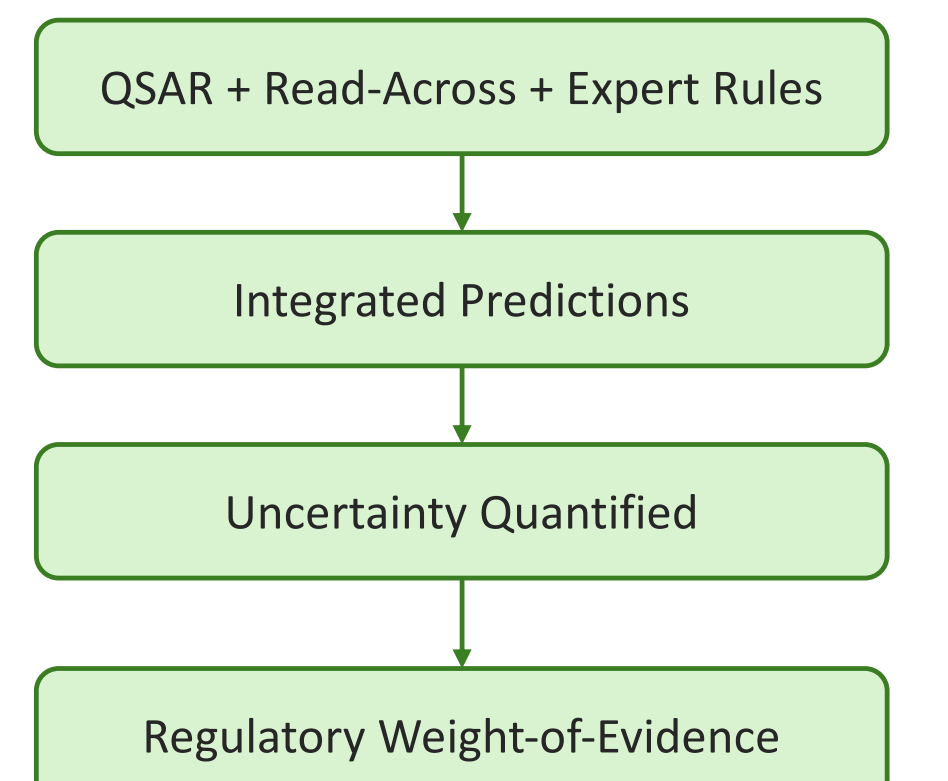 QSAR + Read-Across + Expert Rules
Integrated Predictions
Uncertainty Quantified
Regulatory Weight-of-Evidence